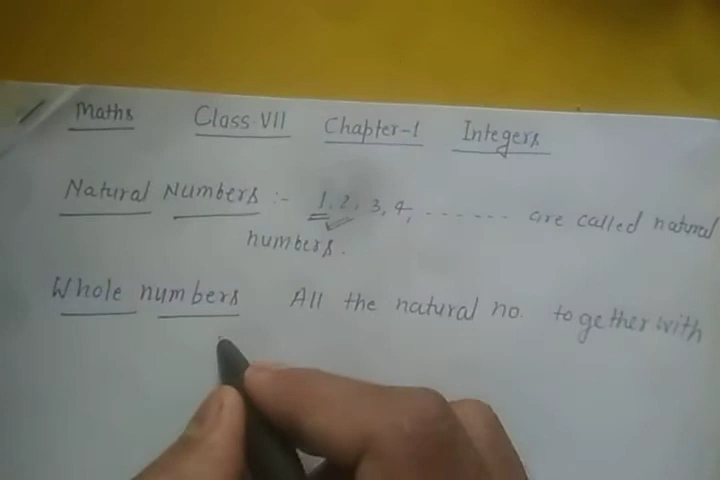 Maths Class VII Chapter-1 Integers
Natural Numbers :- 1, 2, 3, 4, ...... are called natural
numbers.
Whole numbers All the natural no. together with